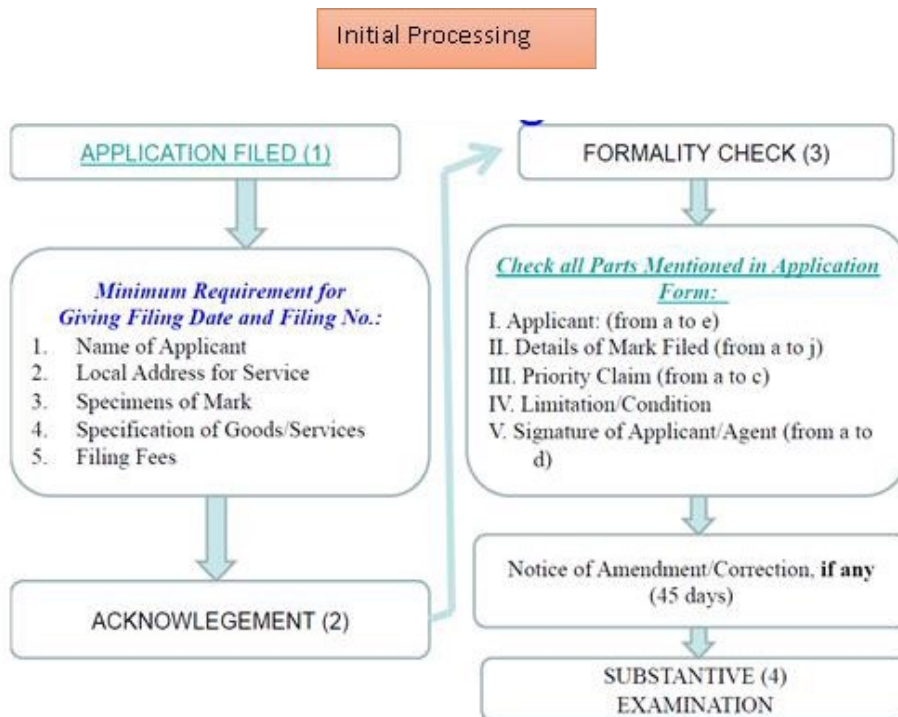 Initial Processing
APPLICATION FILED (1)
Minimum Requirement for
Giving Filing Date and Filing No.:
1. Name of Applicant
2. Local Address for Service
3. Specimens of Mark
4. Specification of Goods/Services
5. Filing Fees
ACKNOWLEGEMENT (2)
FORMALITY CHECK (3)
Check all Parts Mentioned in Application
Form:
I. Applicant: (from a to e)
II. Details of Mark Filed (from a to j)
III. Priority Claim (from a to c)
IV. Limitation/Condition
V. Signature of Applicant/Agent (from a to
d)
Notice of Amendment/Correction, if any
(45 days)
SUBSTANTIVE (4)
EXAMINATION